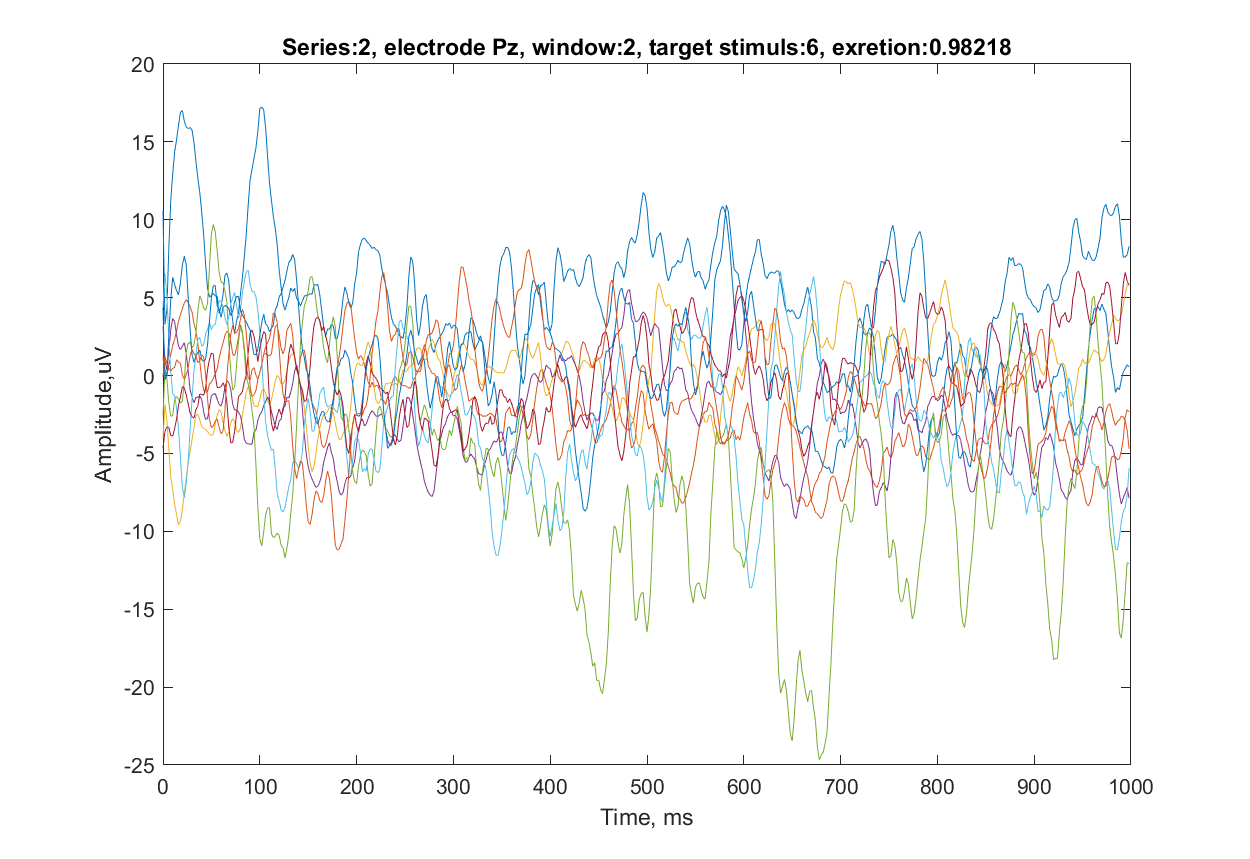 Series:2, electrode Pz, window:2, target stimuls:6, exretion:0.98218
20
15
10
5
0
-5
-10
-15
-20
-25
Amplitude,uV
0 100 200 300 400 500 600 700 800 900 1000
Time, ms